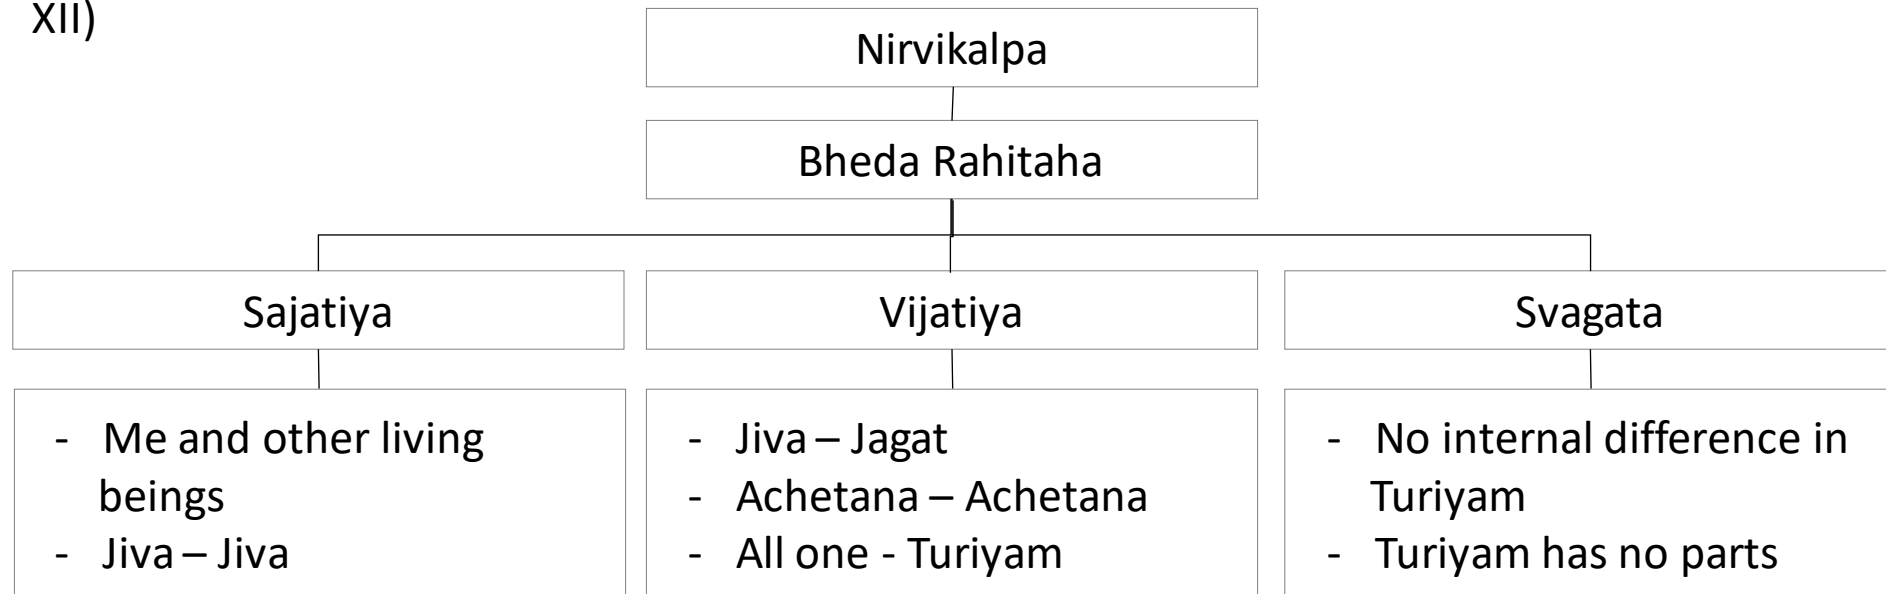 XII)
Nirvikalpa
Bheda Rahitaha
Sajatiya
Vijatiya
Svagata
- Me and other living
beings
- Jiva – Jiva
- Jiva – Jagat
- Achetana – Achetana
- All one - Turiyam
- No internal difference in
Turiyam
- Turiyam has no parts